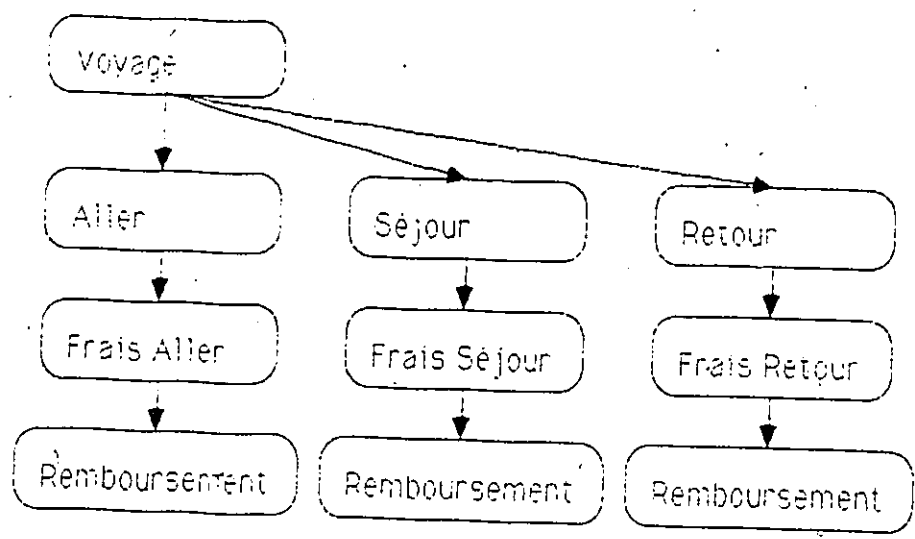 Voyage
Aller
Séjour
Retour
Frais Aller
Frais Séjour
Frais Retour
Remboursement
Remboursement
Remboursement